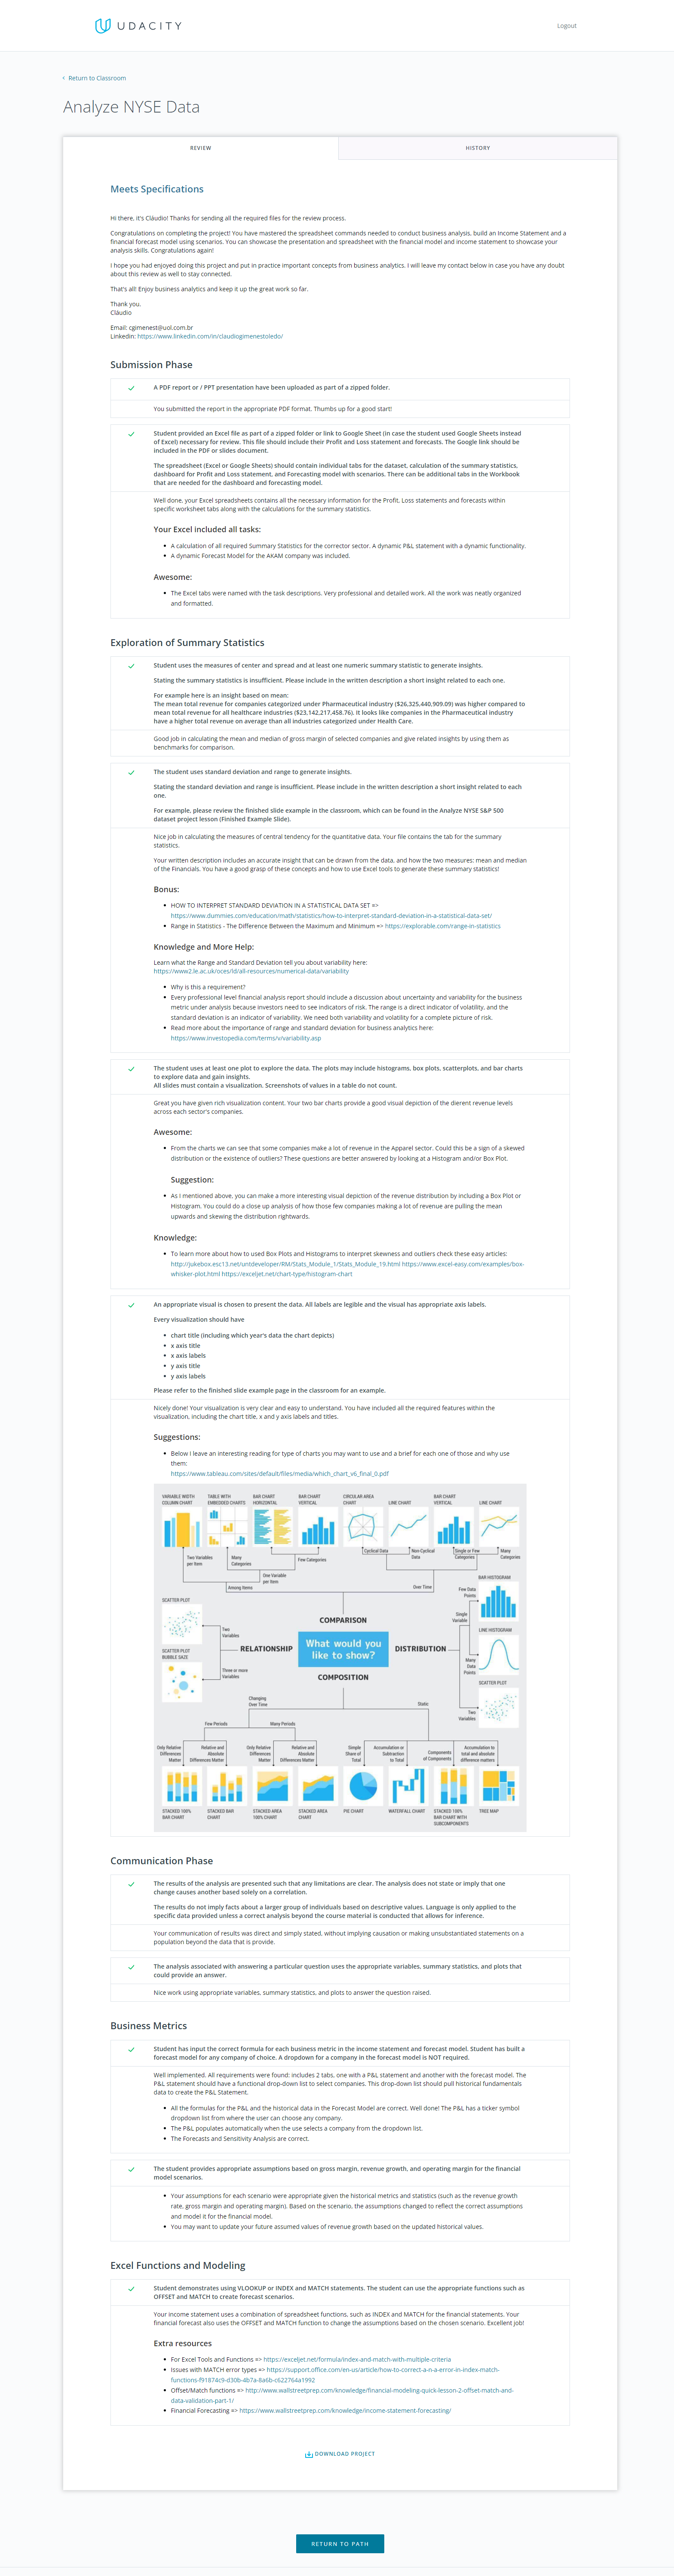 UDACITY
Logout
< Return to Classroom
Analyze NYSE Data
REVIEW
HISTORY
Meets Specifications
Hi there, it's Cláudio! Thanks for sending all the required files for the review process.
Congratulations on completing the project! You have mastered the spreadsheet commands needed to conduct business analysis, build an Income Statement and a
financial forecast model using scenarios. You can showcase the presentation and spreadsheet with the financial model and income statement to showcase your
analysis skills. Congratulations again!
I hope you had enjoyed doing this project and put in practice important concepts from business analytics. I will leave my contact below in case you have any doubt
about this review as well to stay connected.
That's all! Enjoy business analytics and keep it up the great work so far.
Thank you.
Cláudio
Email: cgimenest@uol.com.br
Linkedin: https://www.linkedin.com/in/claudiogimenestoledo/
Submission Phase
A PDF report or / PPT presentation have been uploaded as part of a zipped folder.
You submitted the report in the appropriate PDF format. Thumbs up for a good start!
Student provided an Excel file as part of a zipped folder or link to Google Sheet (in case the student used Google Sheets instead
of Excel) necessary for review. This file should include their Profit and Loss statement and forecasts. The Google link should be
included in the PDF or slides document.
The spreadsheet (Excel or Google Sheets) should contain individual tabs for the dataset, calculation of the summary statistics,
dashboard for Profit and Loss statement, and Forecasting model with scenarios. There can be additional tabs in the Workbook
that are needed for the dashboard and forecasting model.
Well done, your Excel spreadsheets contains all the necessary information for the Profit, Loss statements and forecasts within
specific worksheet tabs along with the calculations for the summary statistics.
Your Excel included all tasks:
• A calculation of all required Summary Statistics for the corrector sector. A dynamic P&L statement with a dynamic functionality.
• A dynamic Forecast Model for the AKAM company was included.
Awesome:
• The Excel tabs were named with the task descriptions. Very professional and detailed work. All the work was neatly organized
and formatted.
Exploration of Summary Statistics
Student uses the measures of center and spread and at least one numeric summary statistic to generate insights.
Stating the summary statistics is insufficient. Please include in the written description a short insight related to each one.
For example here is an insight based on mean:
The mean total revenue for companies categorized under Pharmaceutical industry ($26,325,440,909.09) was higher compared to
mean total revenue for all healthcare industries ($23,142,217,458.76). It looks like companies in the Pharmaceutical industry
have a higher total revenue on average than all industries categorized under Health Care.
Good job in calculating the mean and median of gross margin of selected companies and give related insights by using them as
benchmarks for comparison.
The student uses standard deviation and range to generate insights.
Stating the standard deviation and range is insufficient. Please include in the written description a short insight related to each
one.
For example, please review the finished slide example in the classroom, which can be found in the Analyze NYSE S&P 500
dataset project lesson (Finished Example Slide).
Nice job in calculating the measures of central tendency for the quantitative data. Your file contains the tab for the summary
statistics.
Your written description includes an accurate insight that can be drawn from the data, and how the two measures: mean and median
of the Financials. You have a good grasp of these concepts and how to use Excel tools to generate these summary statistics!
Bonus:
• HOW TO INTERPRET STANDARD DEVIATION IN A STATISTICAL DATA SET =>
https://www.dummies.com/education/math/statistics/how-to-interpret-standard-deviation-in-a-statistical-data-set/
• Range in Statistics - The Difference Between the Maximum and Minimum => https://explorable.com/range-in-statistics
Knowledge and More Help:
Learn what the Range and Standard Deviation tell you about variability here:
https://www2.le.ac.uk/oces/ld/all-resources/numerical-data/variability
• Why is this a requirement?
• Every professional level financial analysis report should include a discussion about uncertainty and variability for the business
metric under analysis because investors need to see indicators of risk. The range is a direct indicator of volatility, and the
standard deviation is an indicator of variability. We need both variability and volatility for a complete picture of risk.
• Read more about the importance of range and standard deviation for business analytics here:
https://www.investopedia.com/terms/v/variability.asp
The student uses at least one plot to explore the data. The plots may include histograms, box plots, scatterplots, and bar charts
to explore data and gain insights.
All slides must contain a visualization. Screenshots of values in a table do not count.
Great you have given rich visualization content. Your two bar charts provide a good visual depiction of the dierent revenue levels
across each sector's companies.
Awesome:
• From the charts we can see that some companies make a lot of revenue in the Apparel sector. Could this be a sign of a skewed
distribution or the existence of outliers? These questions are better answered by looking at a Histogram and/or Box Plot.
Suggestion:
• As I mentioned above, you can make a more interesting visual depiction of the revenue distribution by including a Box Plot or
Histogram. You could do a close up analysis of how those few companies making a lot of revenue are pulling the mean
upwards and skewing the distribution rightwards.
Knowledge:
• To learn more about how to used Box Plots and Histograms to interpret skewness and outliers check these easy articles:
http://jukebox.esc13.net/untdeveloper/RM/Stats_Module_1/Stats_Module_19.html https://www.excel-easy.com/examples/box-
whisker-plot.html https://exceljet.net/chart-type/histogram-chart
An appropriate visual is chosen to present the data. All labels are legible and the visual has appropriate axis labels.
Every visualization should have
• chart title (including which year's data the chart depicts)
• x axis title
• x axis labels
• y axis title
• y axis labels
Please refer to the finished slide example page in the classroom for an example.
Nicely done! Your visualization is very clear and easy to understand. You have included all the required features within the
visualization, including the chart title, x and y axis labels and titles.
Suggestions:
• Below i leave an interesting reading for type of charts you may want to use and a brief for each one of those and why use
them:
https://www.tableau.com/sites/default/files/media/which_chart_v6_final_0.pdf
VARIABLE WIDTH
COLUMN CHART
TABLE WITH
EMBEDDED CHARTS
BAR CHART
HORIZONTAL
BAR CHART
VERTICAL
CIRCULAR AREA
CHART
LINE CHART
BAR CHART
VERTICAL
LINE CHART
Two Variables
per Item
Many
Categories
Few Categories
Cyclical Data
Non-Cyclical
Data
Single or Few
Categories
Many
Categories
One Variable
per Item
Among Items
Over Time
BAR HISTOGRAM
Few Data
Points
SCATTER PLOT
COMPARISON
Single
Variable
LINE HISTOGRAM
Two
Variables
RELATIONSHIP
What would you
like to show?
DISTRIBUTION
SCATTER PLOT
BUBBLE SIZE
Many
Data
Points
Three or more
Variables
COMPOSITION
SCATTER PLOT
Changing
Over Time
Static
Two
Variables
Few Periods
Many Periods
Only Relative
Differences
Matter
Relative and
Absolute
Differences Matter
Only Relative
Differences
Matter
Relative and
Absolute
Differences Matter
Simple
Share of
Total
Accumulation or
Subtraction
to Total
Components
of Components
Accumulation to
total and absolute
difference matters
STACKED 100%
BAR CHART
STACKED BAR
CHART
STACKED AREA
100% CHART
STACKED AREA
CHART
PIE CHART
WATERFALL CHART
STACKED 100%
BAR CHART WITH
SUBCOMPONENTS
TREE MAP
Communication Phase
The results of the analysis are presented such that any limitations are clear. The analysis does not state or imply that one
change causes another based solely on a correlation.
The results do not imply facts about a larger group of individuals based on descriptive values. Language is only applied to the
specific data provided unless a correct analysis beyond the course material is conducted that allows for inference.
Your communication of results was direct and simply stated, without implying causation or making unsubstantiated statements on a
population beyond the data that is provide.
The analysis associated with answering a particular question uses the appropriate variables, summary statistics, and plots that
could provide an answer.
Nice work using appropriate variables, summary statistics, and plots to answer the question raised.
Business Metrics
Student has input the correct formula for each business metric in the income statement and forecast model. Student has built a
forecast model for any company of choice. A dropdown for a company in the forecast model is NOT required.
Well implemented. All requirements were found: includes 2 tabs, one with a P&L statement and another with the forecast model. The
P&L statement should have a functional drop-down list to select companies. This drop-down list should pull historical fundamentals
data to create the P&L Statement.
• All the formulas for the P&L and the historical data in the Forecast Model are correct. Well done! The P&L has a ticker symbol
dropdown list from where the user can choose any company.
• The P&L populates automatically when the use selects a company from the dropdown list.
• The Forecasts and Sensitivity Analysis are correct.
The student provides appropriate assumptions based on gross margin, revenue growth, and operating margin for the financial
model scenarios.
• Your assumptions for each scenario were appropriate given the historical metrics and statistics (such as the revenue growth
rate, gross margin and operating margin). Based on the scenario, the assumptions changed to reflect the correct assumptions
and model it for the financial model.
• You may want to update your future assumed values of revenue growth based on the updated historical values.
Excel Functions and Modeling
Student demonstrates using VLOOKUP or INDEX and MATCH statements. The student can use the appropriate functions such as
OFFSET and MATCH to create forecast scenarios.
Your income statement uses a combination of spreadsheet functions, such as INDEX and MATCH for the financial statements. Your
financial forecast also uses the OFFSET and MATCH function to change the assumptions based on the chosen scenario. Excellent job!
Extra resources
• For Excel Tools and Functions => https://exceljet.net/formula/index-and-match-with-multiple-criteria
• Issues with MATCH error types => https://support.office.com/en-us/article/how-to-correct-a-n-a-error-in-index-match-
functions-f91874c9-d30b-4b7a-8a6b-c622764a1992
• Offset/Match functions => http://www.wallstreetprep.com/knowledge/financial-modeling-quick-lesson-2-offset-match-and-
data-validation-part-1/
• Financial Forecasting => https://www.wallstreetprep.com/knowledge/income-statement-forecasting/
DOWNLOAD PROJECT
RETURN TO PATH